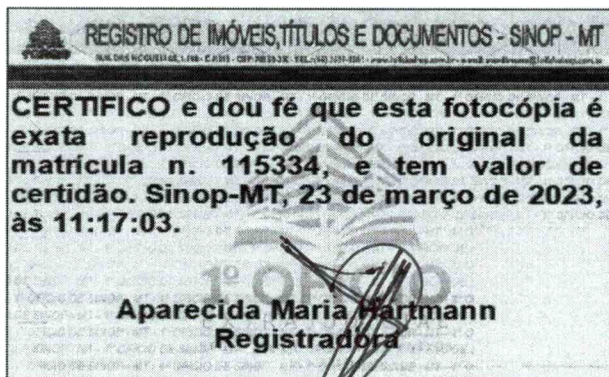 REGISTRO DE IMÓVEIS,TÍTULOS E DOCUMENTOS - SINOP - MT
CERTIFICO e dou fé que esta fotocópia é
exata reprodução do original da
matrícula n. 115334, e tem valor de
certidão. Sinop-MT, 23 de março de 2023,
às 11:17:03.
1º OFÍCIO
Aparecida Maria Hartmann
Registradora